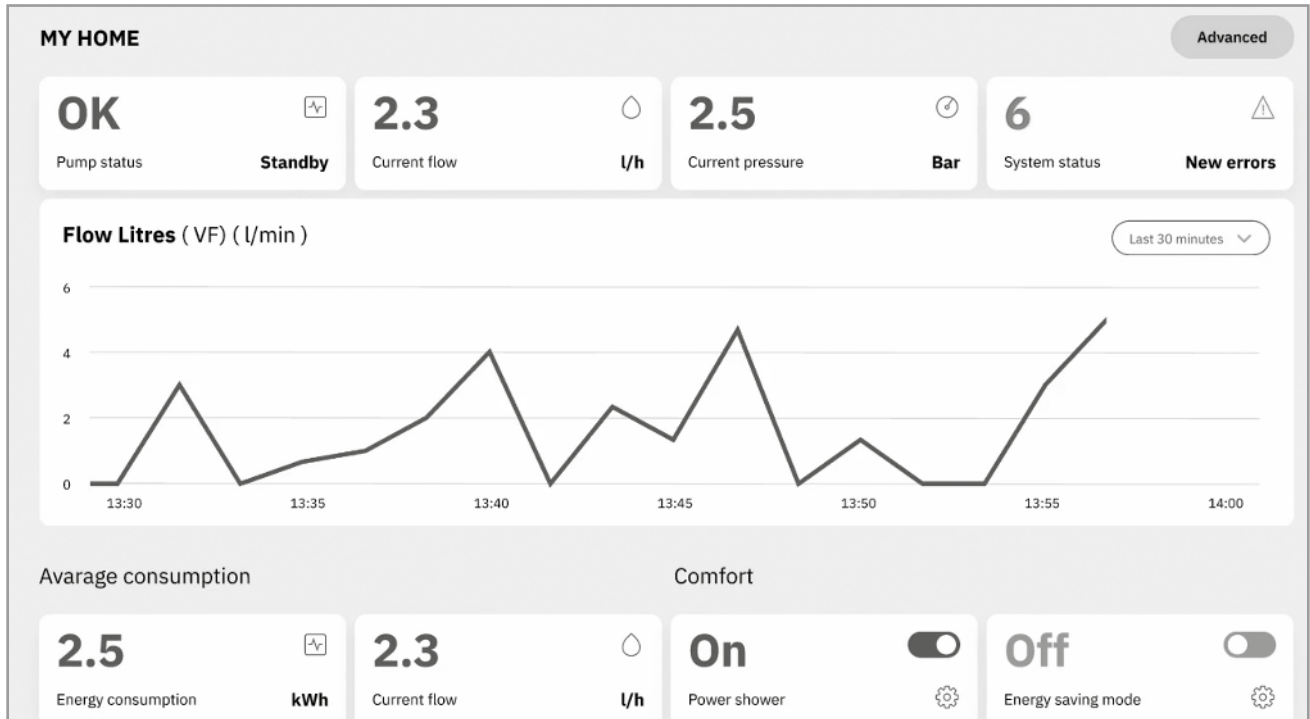 MY HOME
Advanced
OK
Pump status
Standby
2.3
Current flow
l/h
2.5
Current pressure
Bar
6
System status
New errors
Flow Litres ( VF) ( l/min )
Last 30 minutes
6
4
2
0
13:30 13:35 13:40 13:45 13:50 13:55 14:00
Avarage consumption
2.5
Energy consumption
kWh
2.3
Current flow
l/h
Comfort
On
Power shower
Off
Energy saving mode